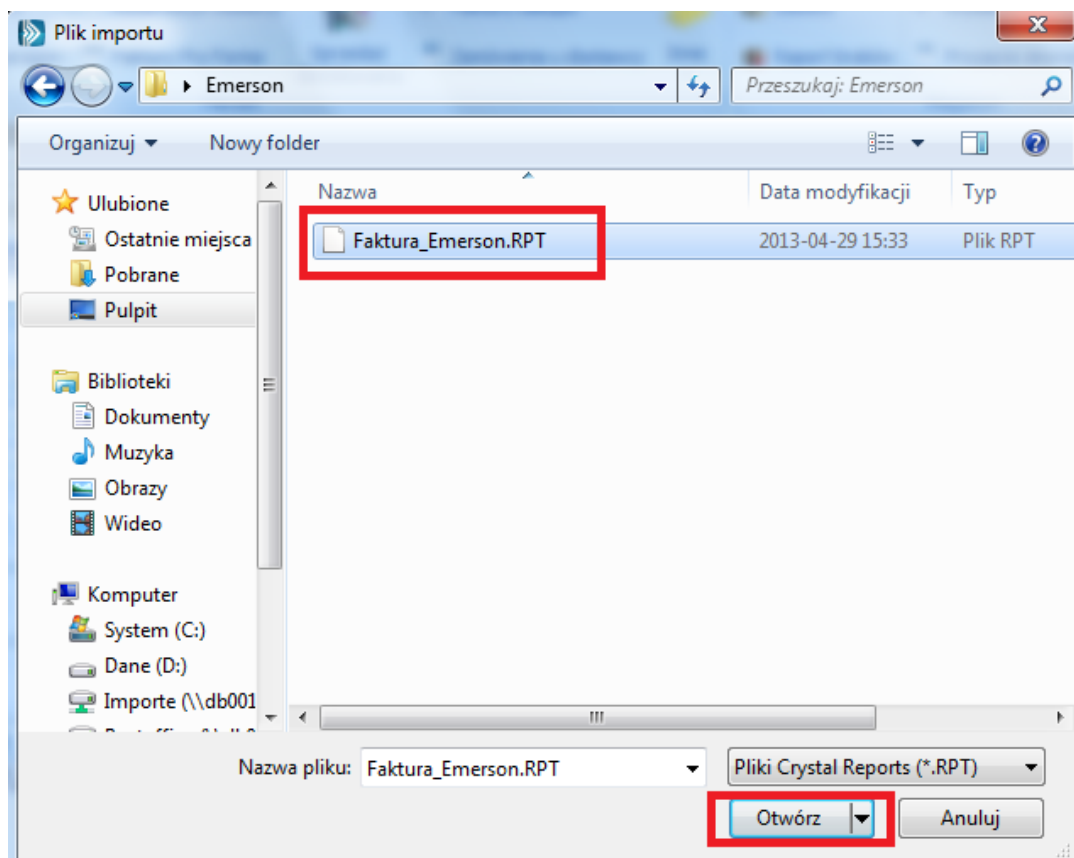 Plik importu
Emerson
Przeszukaj: Emerson
Organizuj
Nowy folder
Nazwa
Data modyfikacji
Typ
Ulubione
Ostatnie miejsca
Pobrane
Pulpit
Faktura_Emerson.RPT
2013-04-29 15:33
Plik RPT
Biblioteki
Dokumenty
Muzyka
Obrazy
Wideo
Komputer
System (C:)
Dane (D:)
Importe (\\db001
Nazwa pliku:
Faktura_Emerson.RPT
Pliki Crystal Reports (*.RPT)
Otwórz
Anuluj